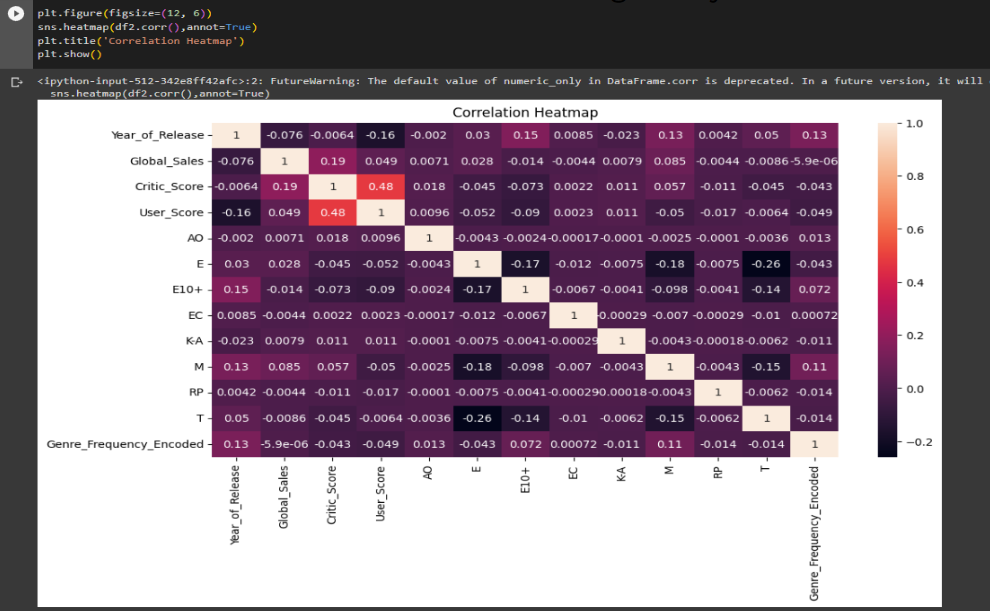 plt.figure(figsize=(12, 6))
sns.heatmap(df2.corr(),annot=True)
plt.title('Correlation Heatmap')
plt.show()
<ipython-input-512-342e8ff42afc>:2: FutureWarning: The default value of numeric_only in DataFrame.corr is deprecated. In a future version, it will
sns.heatmap(df2.corr(),annot=True)
Correlation Heatmap
Year_of_Release 1 -0.076 -0.0064 -0.16 -0.002 0.03 0.15 0.0085 -0.023 0.13 0.0042 0.05 0.13
Global_Sales -0.076 1 0.19 0.049 0.0071 0.028 -0.014 -0.0044 0.0079 0.085 -0.0044 -0.0086 -5.9e-06
Critic_Score -0.0064 0.19 1 0.48 0.018 -0.045 -0.073 0.0022 0.011 0.057 -0.011 -0.045 -0.043
User_Score -0.16 0.049 0.48 1 0.0096 -0.052 -0.09 0.0023 0.011 -0.05 -0.017 -0.0064 -0.049
AO -0.002 0.0071 0.018 0.0096 1 -0.0043 -0.0024 -0.00017 -0.0001 -0.0025 -0.0001 -0.0036 0.013
E 0.03 0.028 -0.045 -0.052 -0.0043 1 -0.17 -0.012 -0.0075 -0.18 -0.0075 -0.26 -0.043
E10+ 0.15 -0.014 -0.073 -0.09 -0.0024 -0.17 1 -0.0067 -0.0041 -0.098 -0.0041 -0.14 0.072
EC 0.0085 -0.0044 0.0022 0.0023 -0.00017 -0.012 -0.0067 1 -0.00029 -0.007 -0.00029 -0.01 0.00072
K-A -0.023 0.0079 0.011 0.011 -0.0001 -0.0075 -0.0041 -0.00029 1 -0.0043 -0.00018 -0.0062 -0.011
M 0.13 0.085 0.057 -0.05 -0.0025 -0.18 -0.098 -0.007 -0.0043 1 -0.0043 -0.15 0.11
RP 0.0042 -0.0044 -0.011 -0.017 -0.0001 -0.0075 -0.0041 -0.00029 0.00018 -0.0043 1 -0.0062 -0.014
T 0.05 -0.0086 -0.045 -0.0064 -0.0036 -0.26 -0.14 -0.01 -0.0062 -0.15 -0.0062 1 -0.014
Genre_Frequency_Encoded 0.13 -5.9e-06 -0.043 -0.049 0.013 -0.043 0.072 0.00072 -0.011 0.11 -0.014 -0.014 1
Year_of_Release Global_Sales Critic_Score User_Score AO E E10+ EC K-A M RP T Genre_Frequency_Encoded
1.0
0.8
0.6
0.4
0.2
0.0
−0.2